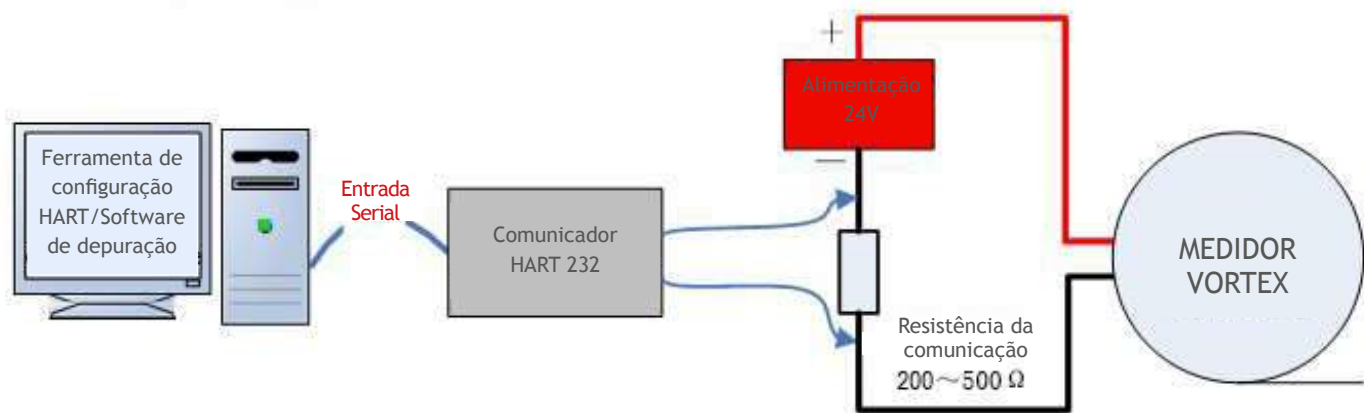 Ferramenta de
configuração
HART/Software
de depuração
Entrada
Serial
Comunicador
HART 232
+
Alimentação
24V
—
Resistência da
comunicação
200～500 Ω
MEDIDOR
VORTEX